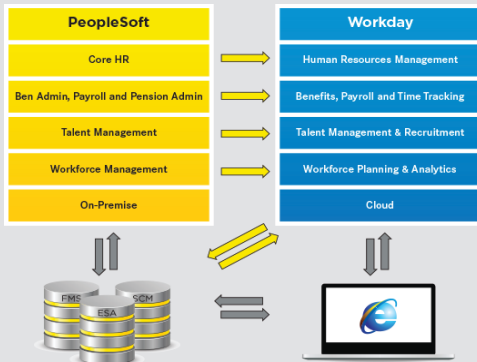 PeopleSoft
Workday
Core HR
Human Resources Management
Ben Admin, Payroll and Pension Admin
Benefits, Payroll and Time Tracking
Talent Management
Talent Management & Recruitment
Workforce Management
Workforce Planning & Analytics
On-Premise
Cloud
FMS
SCM
ESA